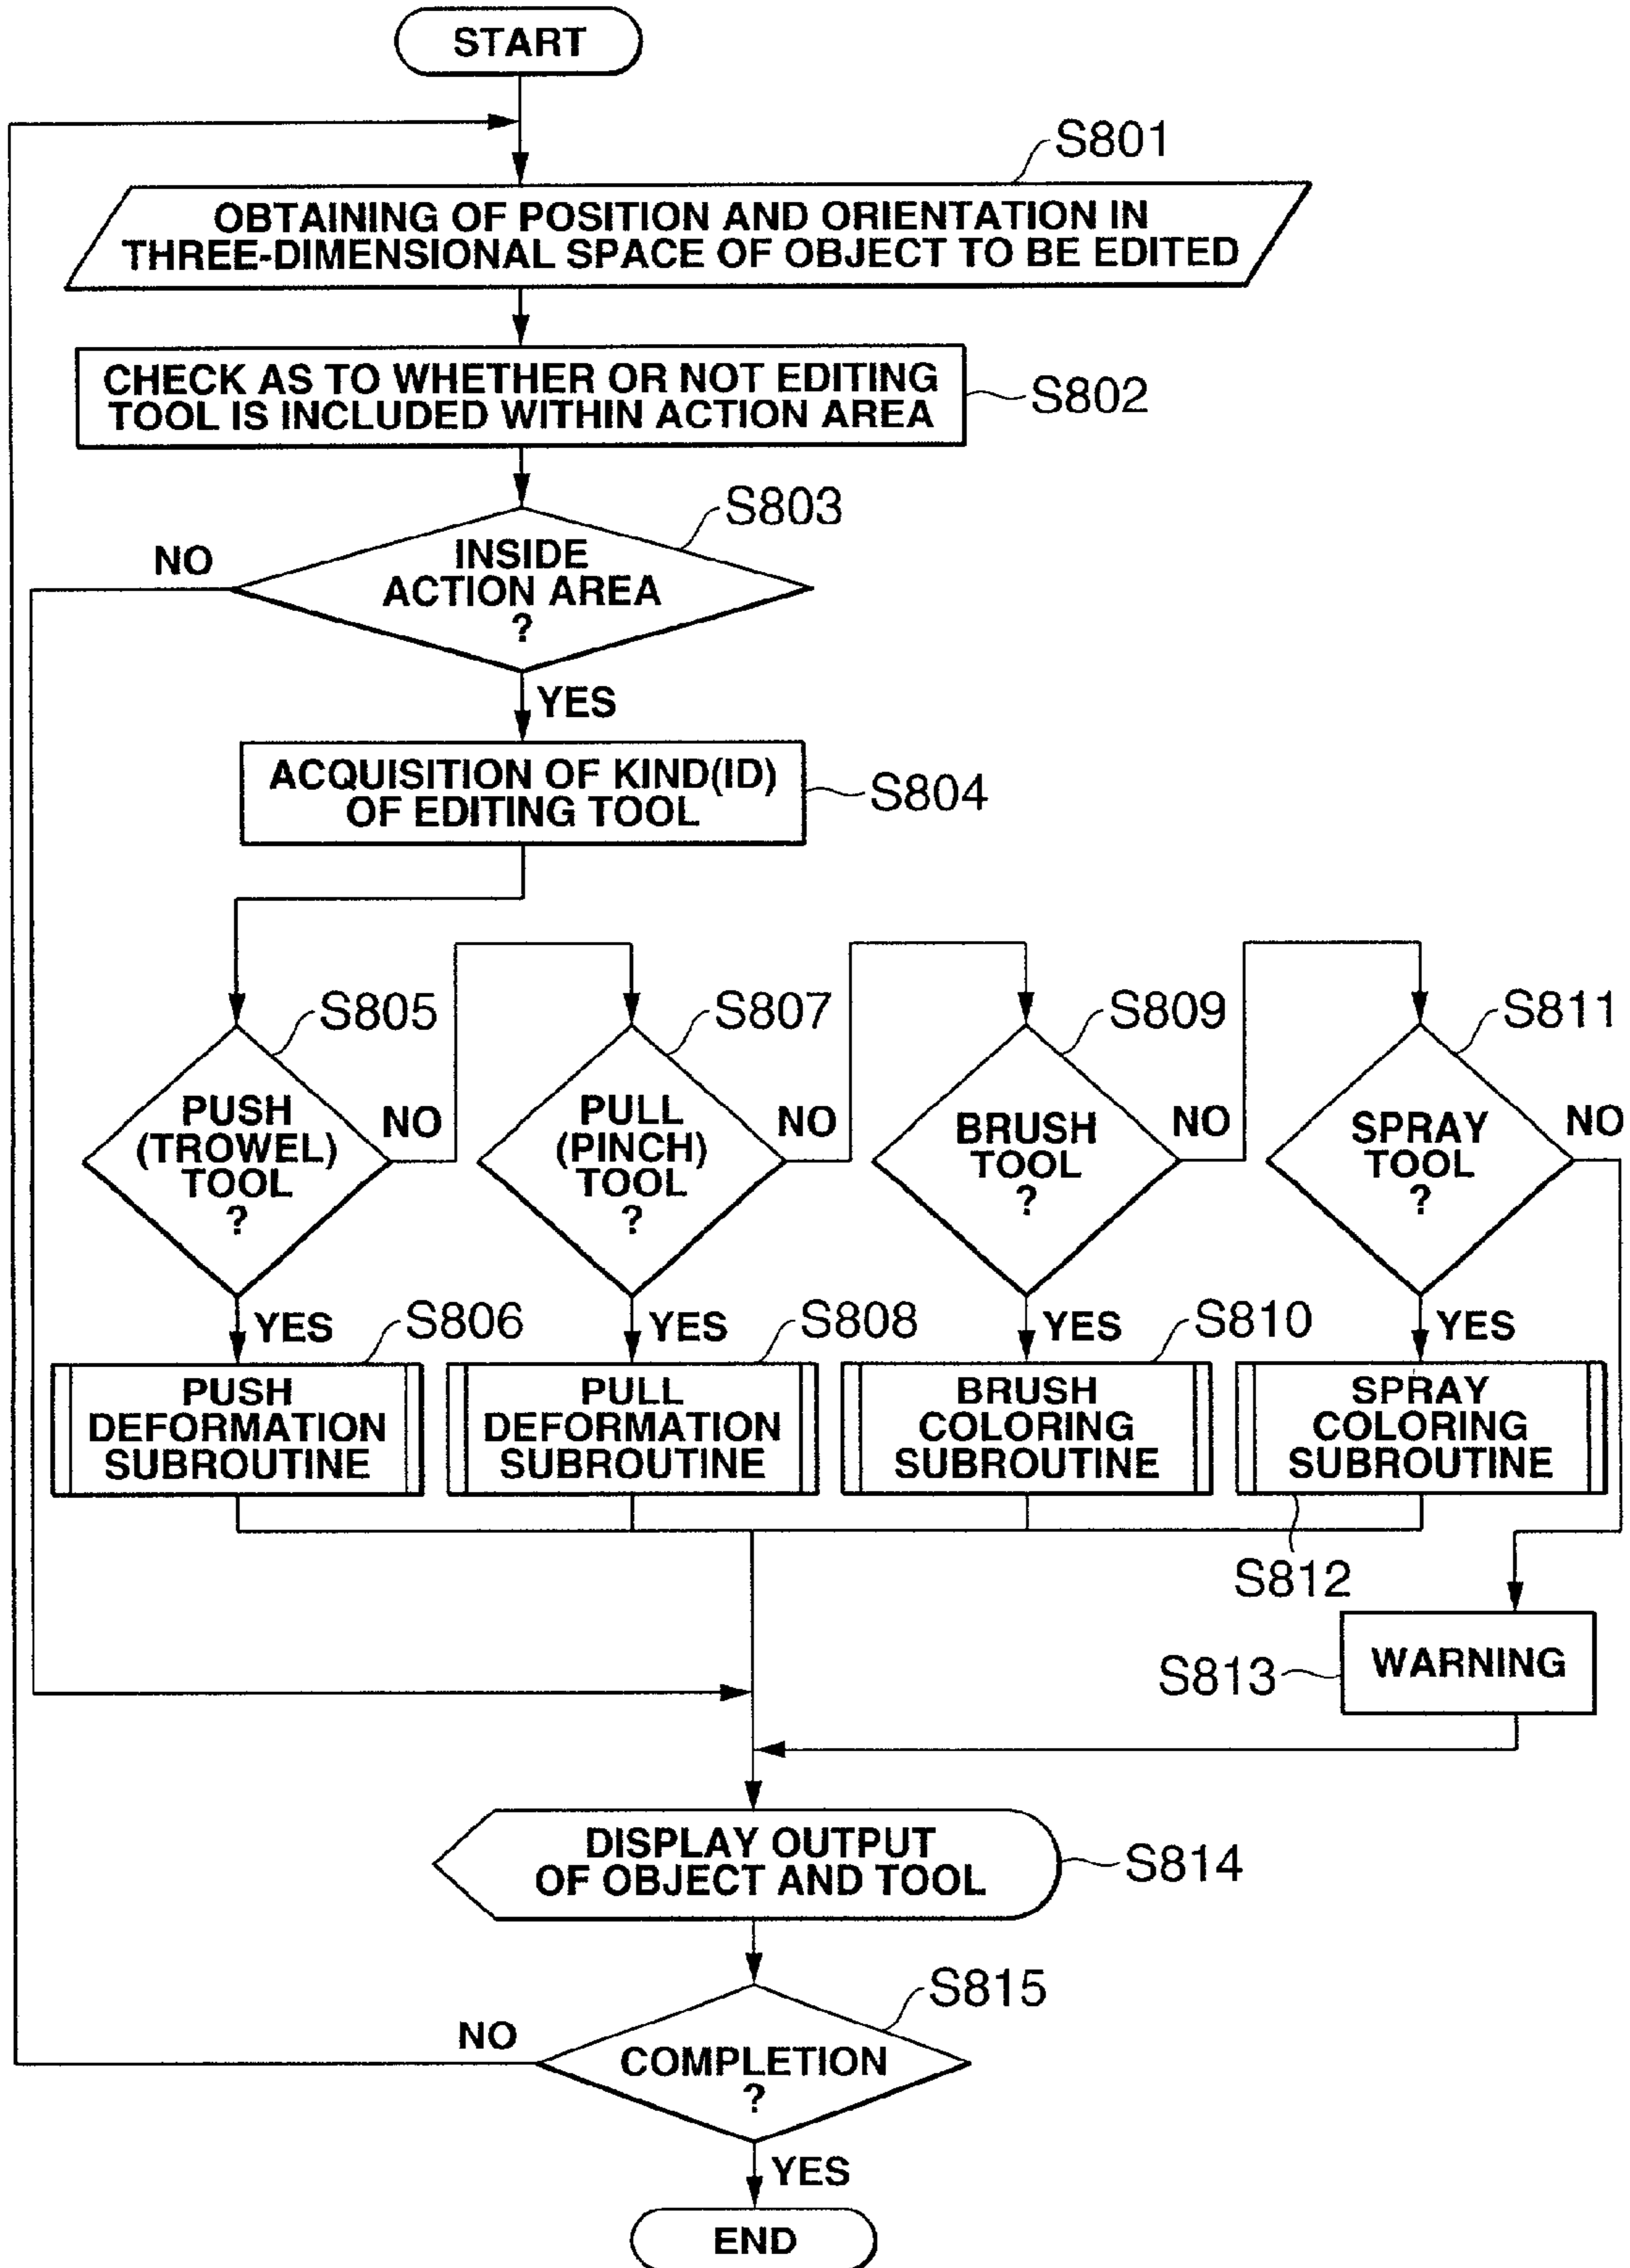 START
S801
OBTAINING OF POSITION AND ORIENTATION IN
THREE-DIMENSIONAL SPACE OF OBJECT TO BE EDITED
CHECK AS TO WHETHER OR NOT EDITING
TOOL IS INCLUDED WITHIN ACTION AREA
S802
S803
NO
INSIDE
ACTION AREA
?
YES
ACQUISITION OF KIND(ID)
OF EDITING TOOL
S804
S805
PUSH
(TROWEL)
TOOL
?
NO
YES
S807
PULL
(PINCH)
TOOL
?
NO
YES
S809
BRUSH
TOOL
?
NO
YES
S811
SPRAY
TOOL
?
NO
YES
S806
PUSH
DEFORMATION
SUBROUTINE
S808
PULL
DEFORMATION
SUBROUTINE
S810
BRUSH
COLORING
SUBROUTINE
SPRAY
COLORING
SUBROUTINE
S812
S813
WARNING
DISPLAY OUTPUT
OF OBJECT AND TOOL
S814
S815
NO
COMPLETION
?
YES
END